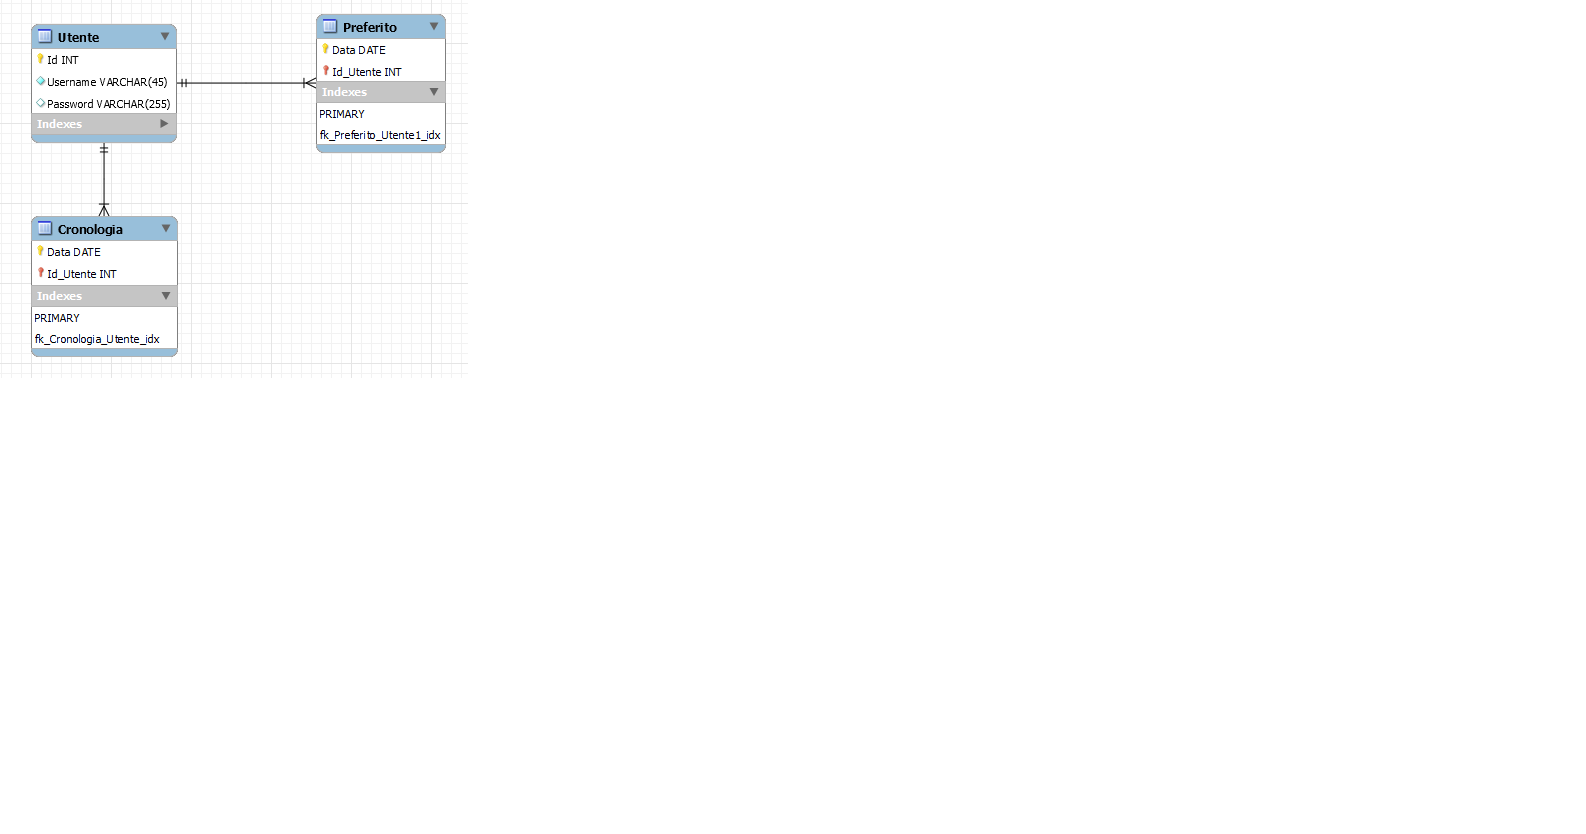 Utente
Id INT
Username VARCHAR(45)
Password VARCHAR(255)
Indexes
Preferito
Data DATE
Id_Utente INT
Indexes
PRIMARY
fk_Preferito_Utente1_idx
Cronologia
Data DATE
Id_Utente INT
Indexes
PRIMARY
fk_Cronologia_Utente_idx